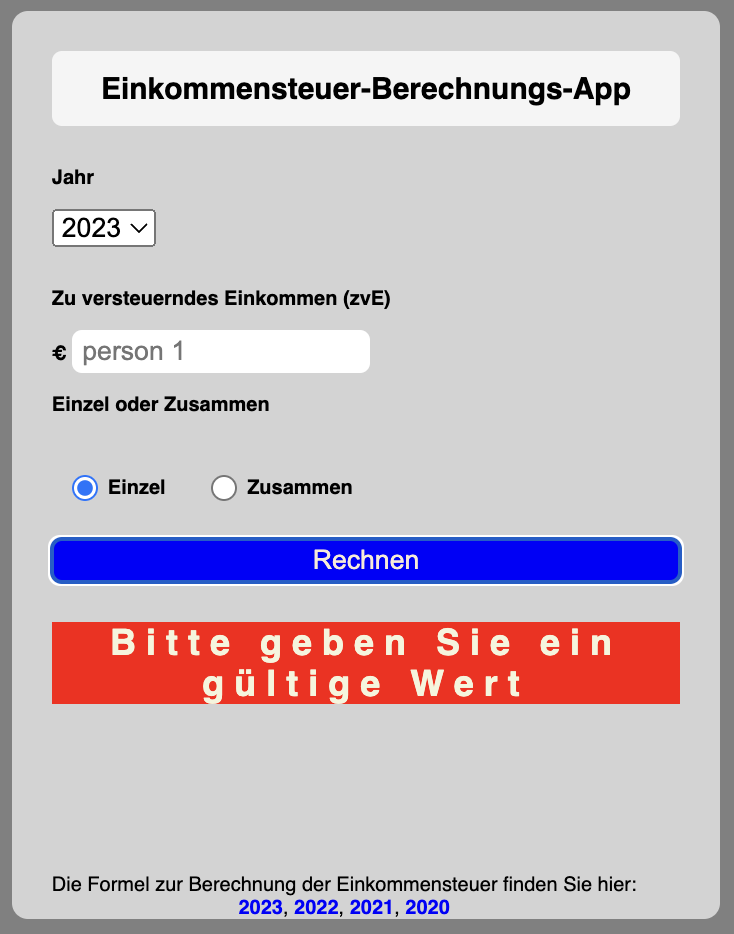 Einkommensteuer-Berechnungs-App
Jahr
2023
Zu versteuerndes Einkommen (zvE)
€ person 1
Einzel oder Zusammen
Einzel Zusammen
Rechnen
Bitte geben Sie ein
gültige Wert
Die Formel zur Berechnung der Einkommensteuer finden Sie hier:
2023, 2022, 2021, 2020